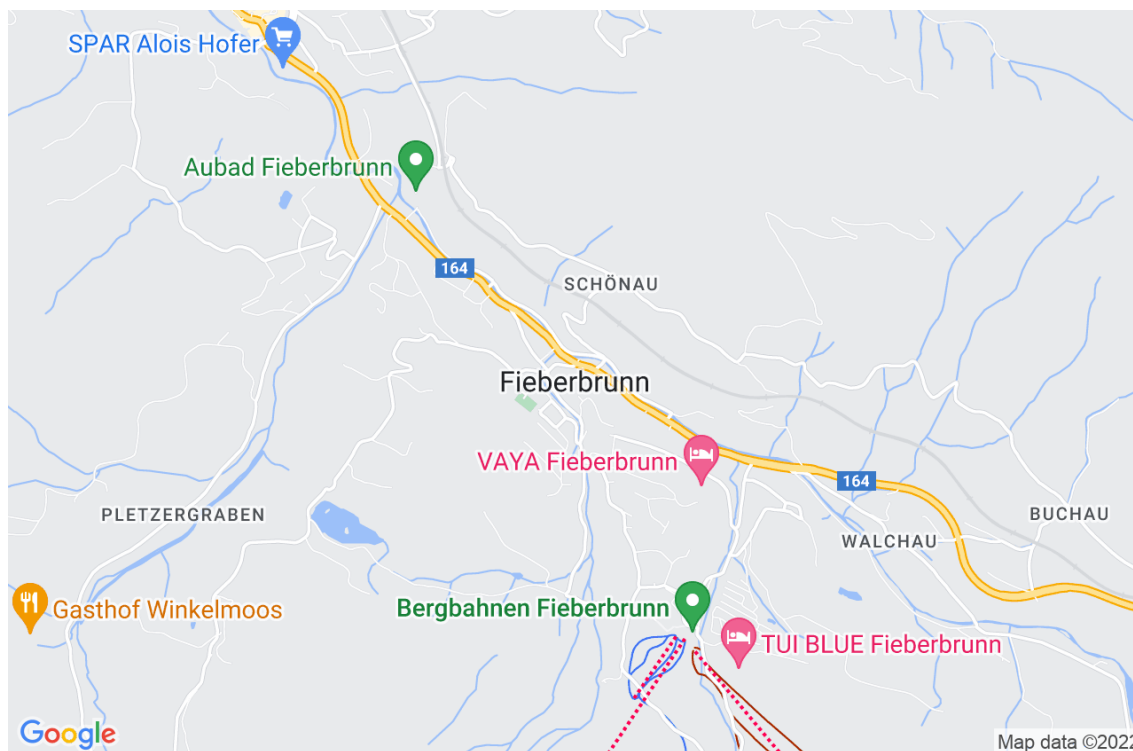 SPAR Alois Hofer
Aubad Fieberbrunn
164
SCHÖNAU
Fieberbrunn
VAYA Fieberbrunn
164
BUCHAU
PLETZERGRABEN
WALCHAU
Gasthof Winkelmoos
Bergbahnen Fieberbrunn
TUI BLUE Fieberbrunn
Google
Map data ©2022